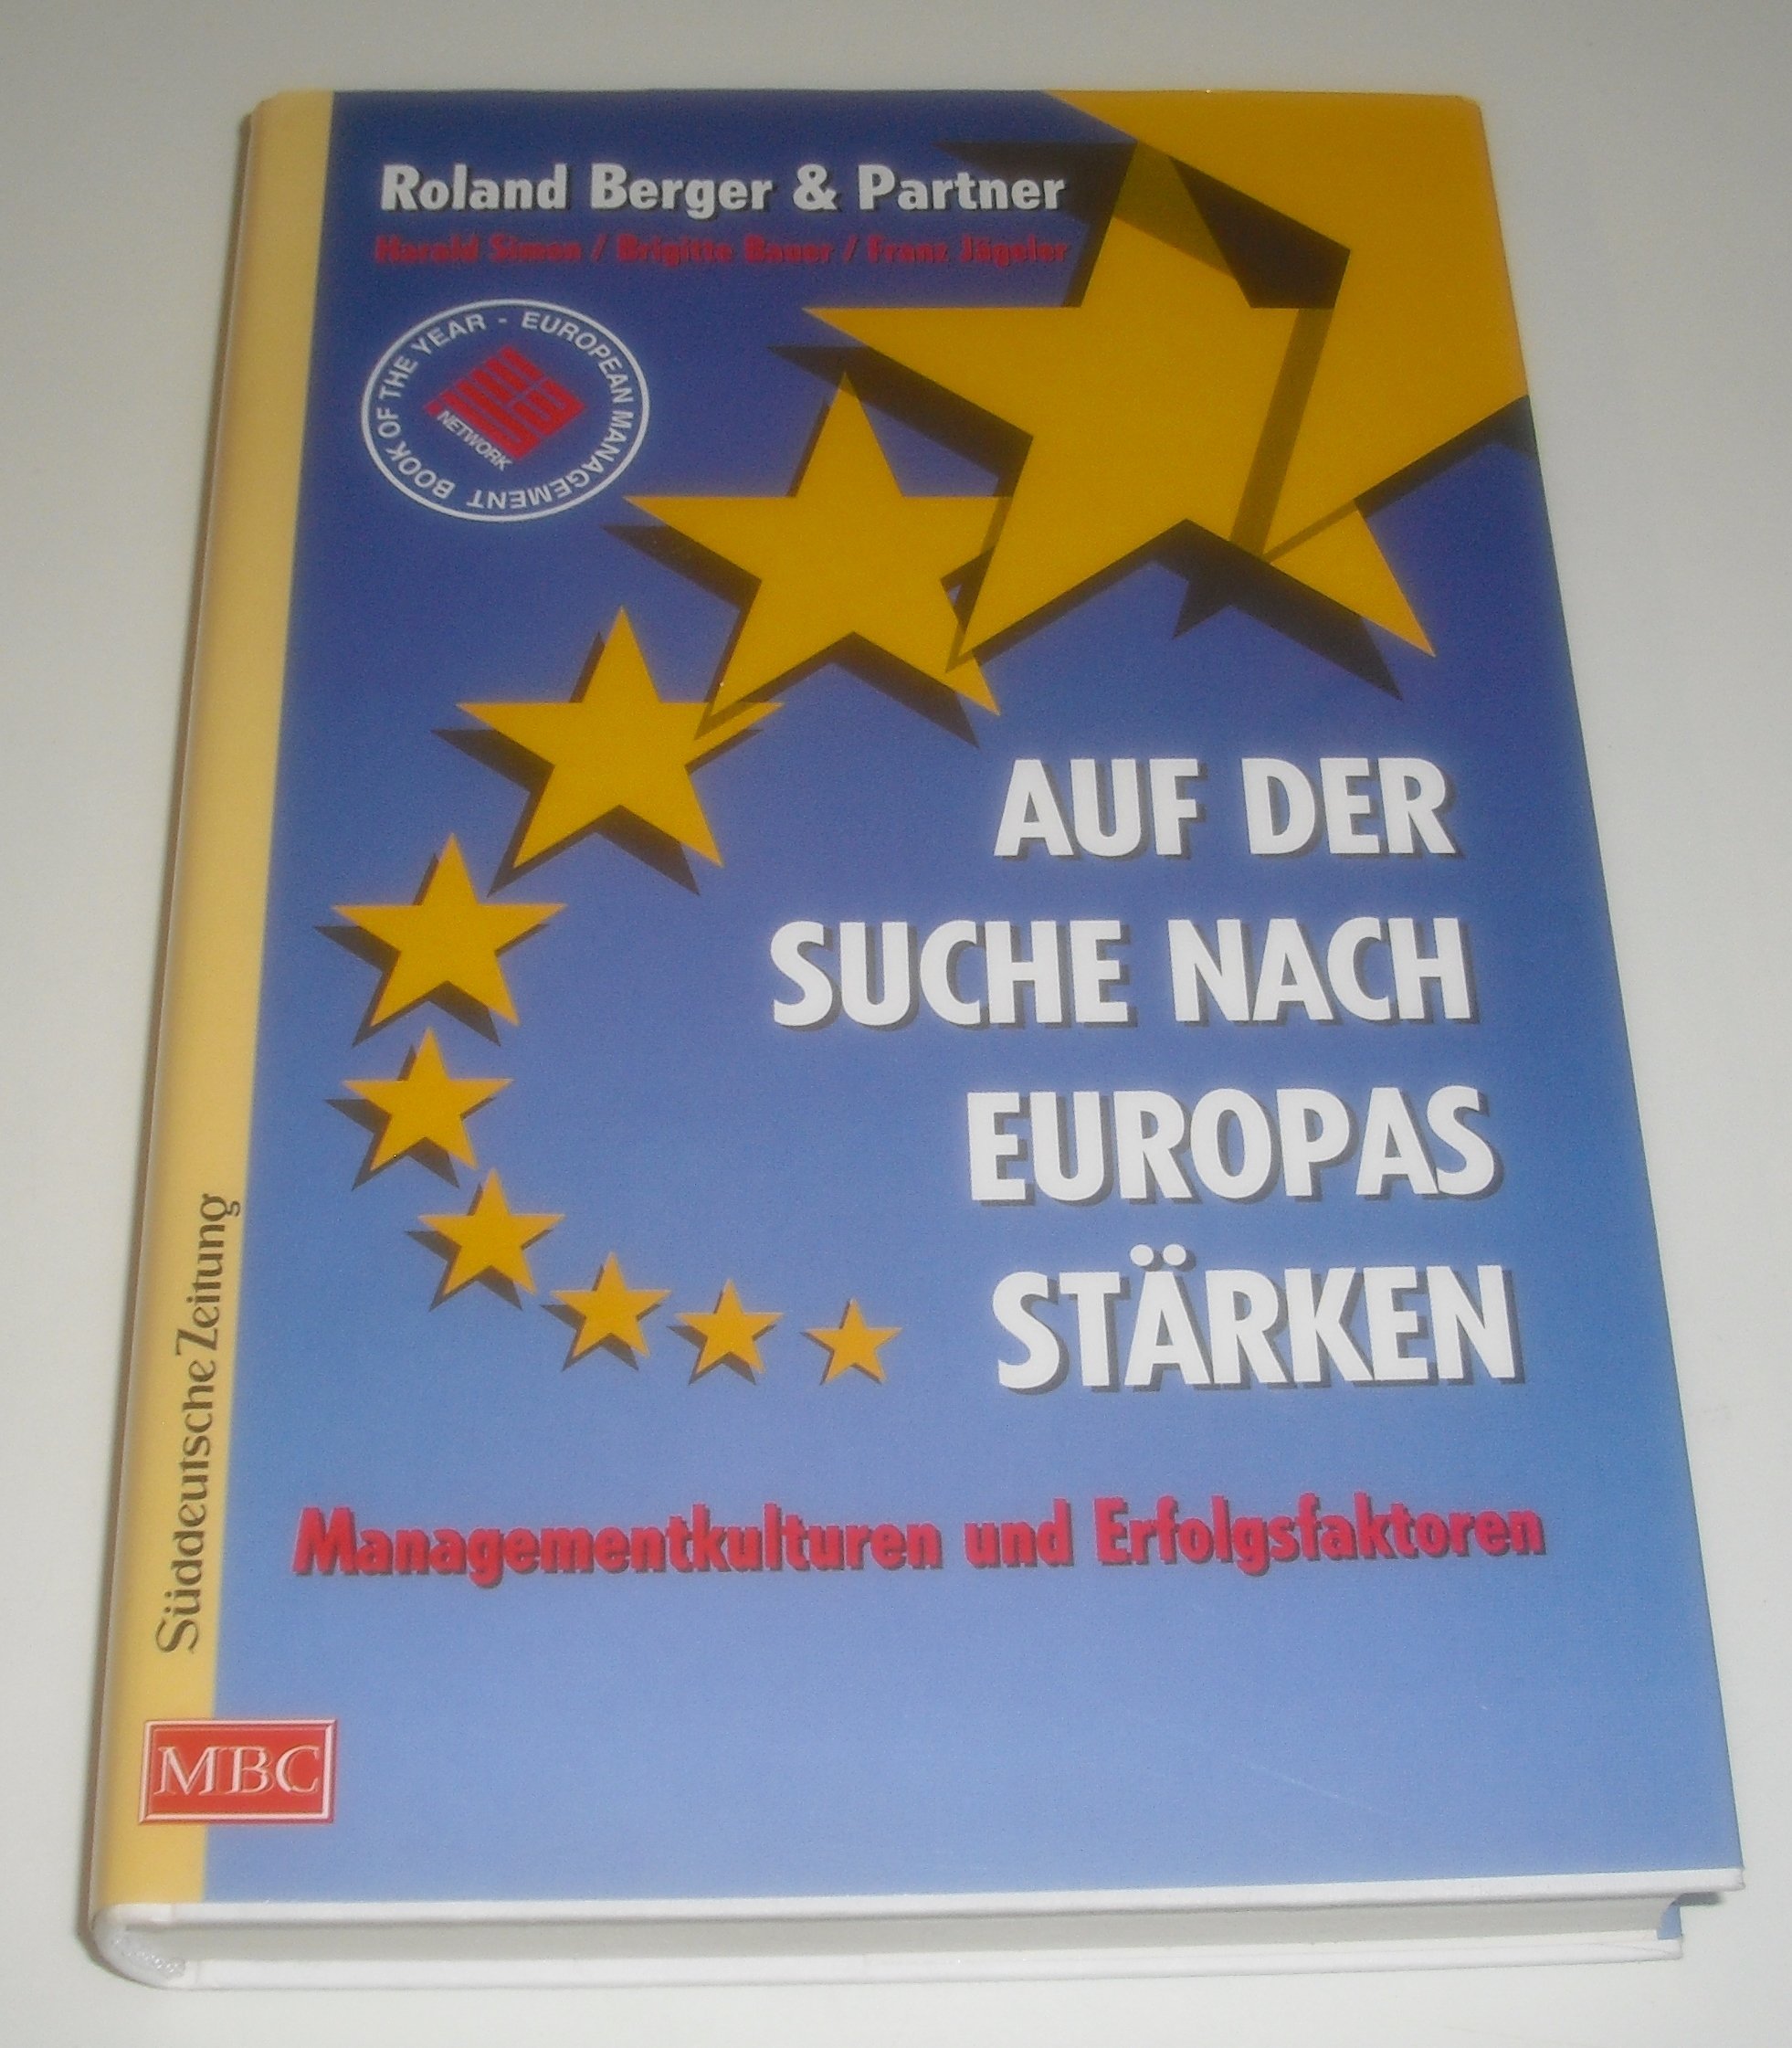 Roland Berger & Partner
Harald Simon / Brigitte Bauer / Franz Jägeler
BOOK OF THE YEAR - EUROPEAN MANAGEMENT
NETWORK
AUF DER
SUCHE NACH
EUROPAS
STÄRKEN
Managementkulturen und Erfolgsfaktoren
Süddeutsche Zeitung
MBC